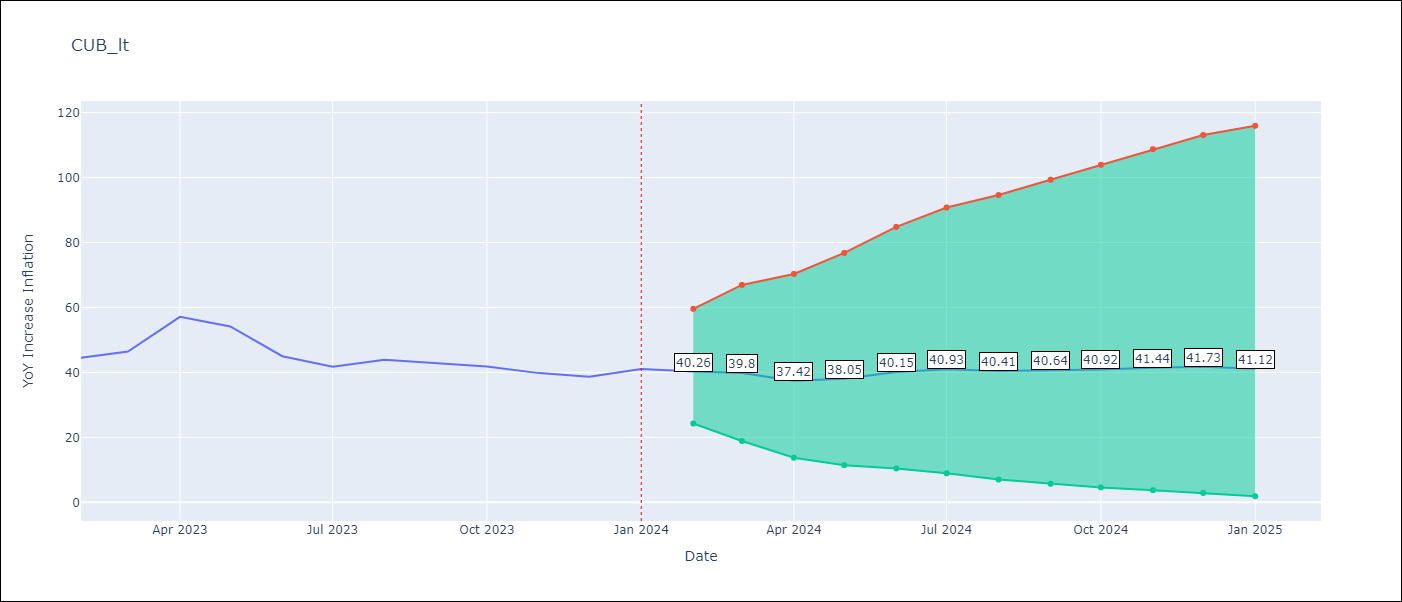 CUB_lt
YoY Increase Inflation
120
100
80
60
40
20
0
40.26
39.8
37.42
38.05
40.15
40.93
40.41
40.64
40.92
41.44
41.73
41.12
Apr 2023
Jul 2023
Oct 2023
Jan 2024
Apr 2024
Jul 2024
Oct 2024
Jan 2025
Date